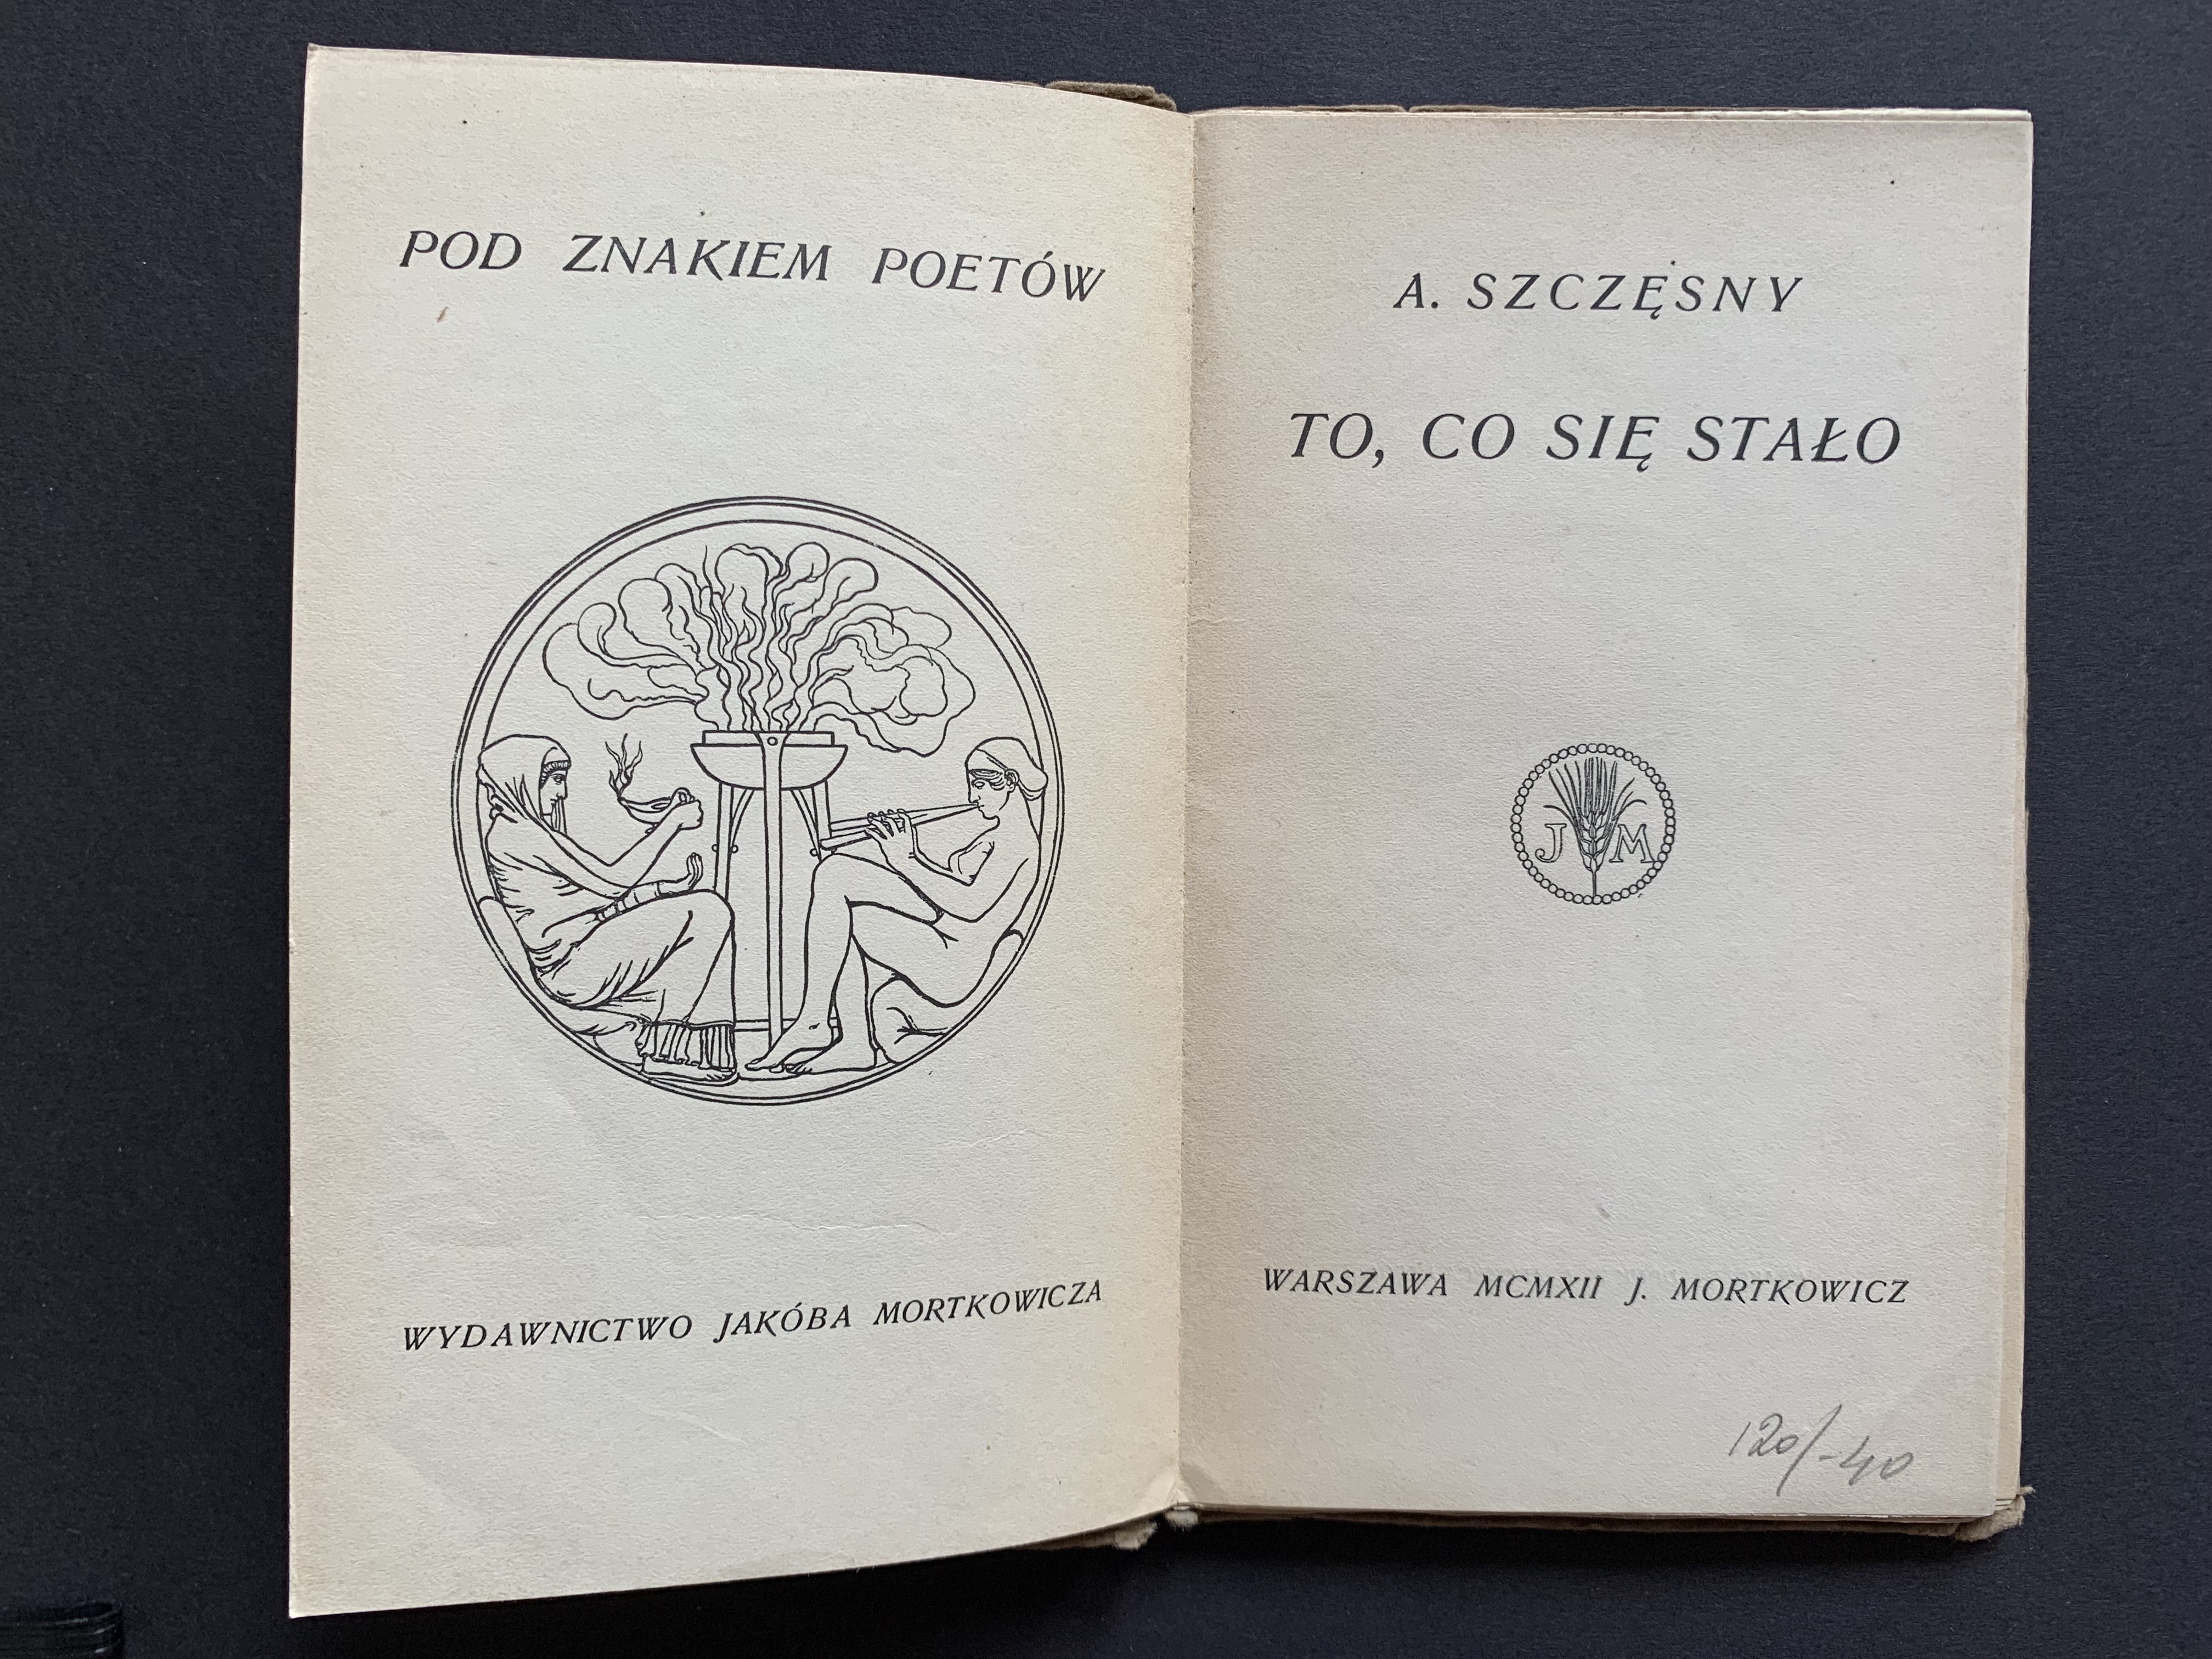 POD ZNAKIEM POETÓW
WYDAWNICTWO JAKÓBA MORTKOWICZA
A. SZCZĘSNY
TO, CO SIĘ STAŁO
J M
WARSZAWA MCMXII J. MORTKOWICZ
120/-40